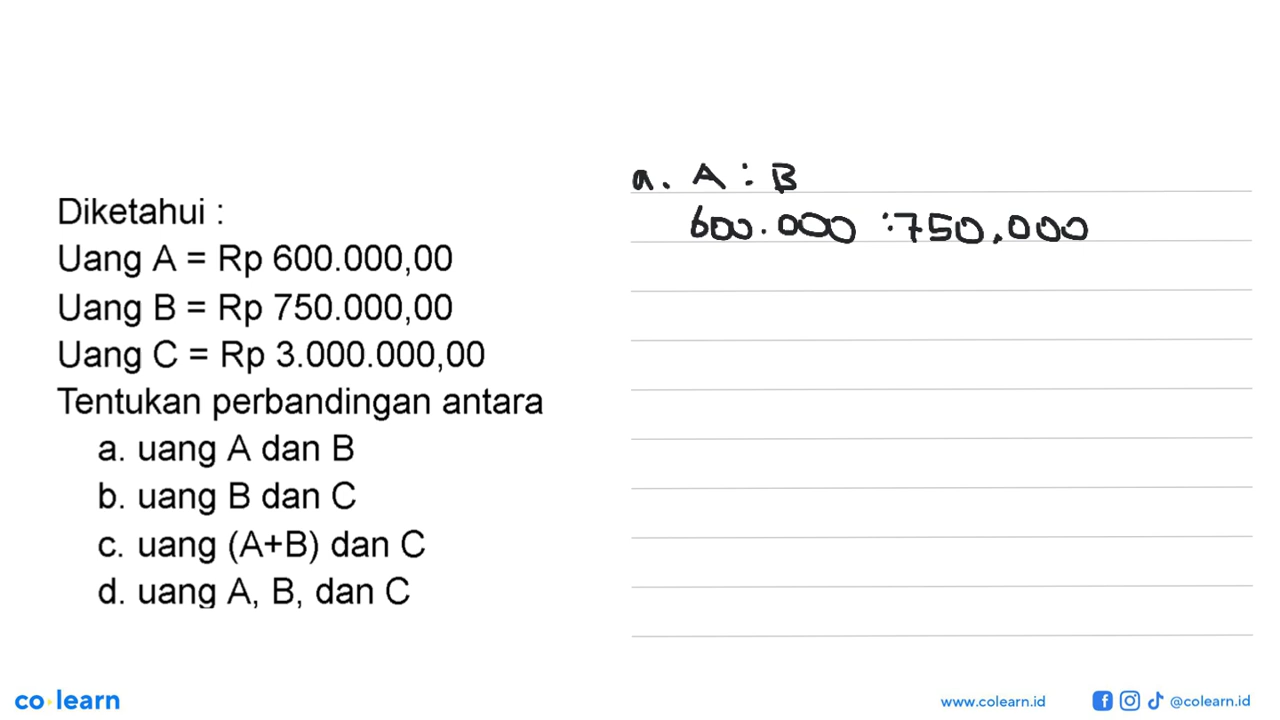 Diketahui :
Uang A = Rp 600.000,00
Uang B = Rp 750.000,00
Uang C = Rp 3.000.000,00
Tentukan perbandingan antara
a. uang A dan B
b. uang B dan C
c. uang (A+B) dan C
d. uang A, B, dan C
a. A : B
600.000 : 750.000
co learn
www.colearn.id
@colearn.id